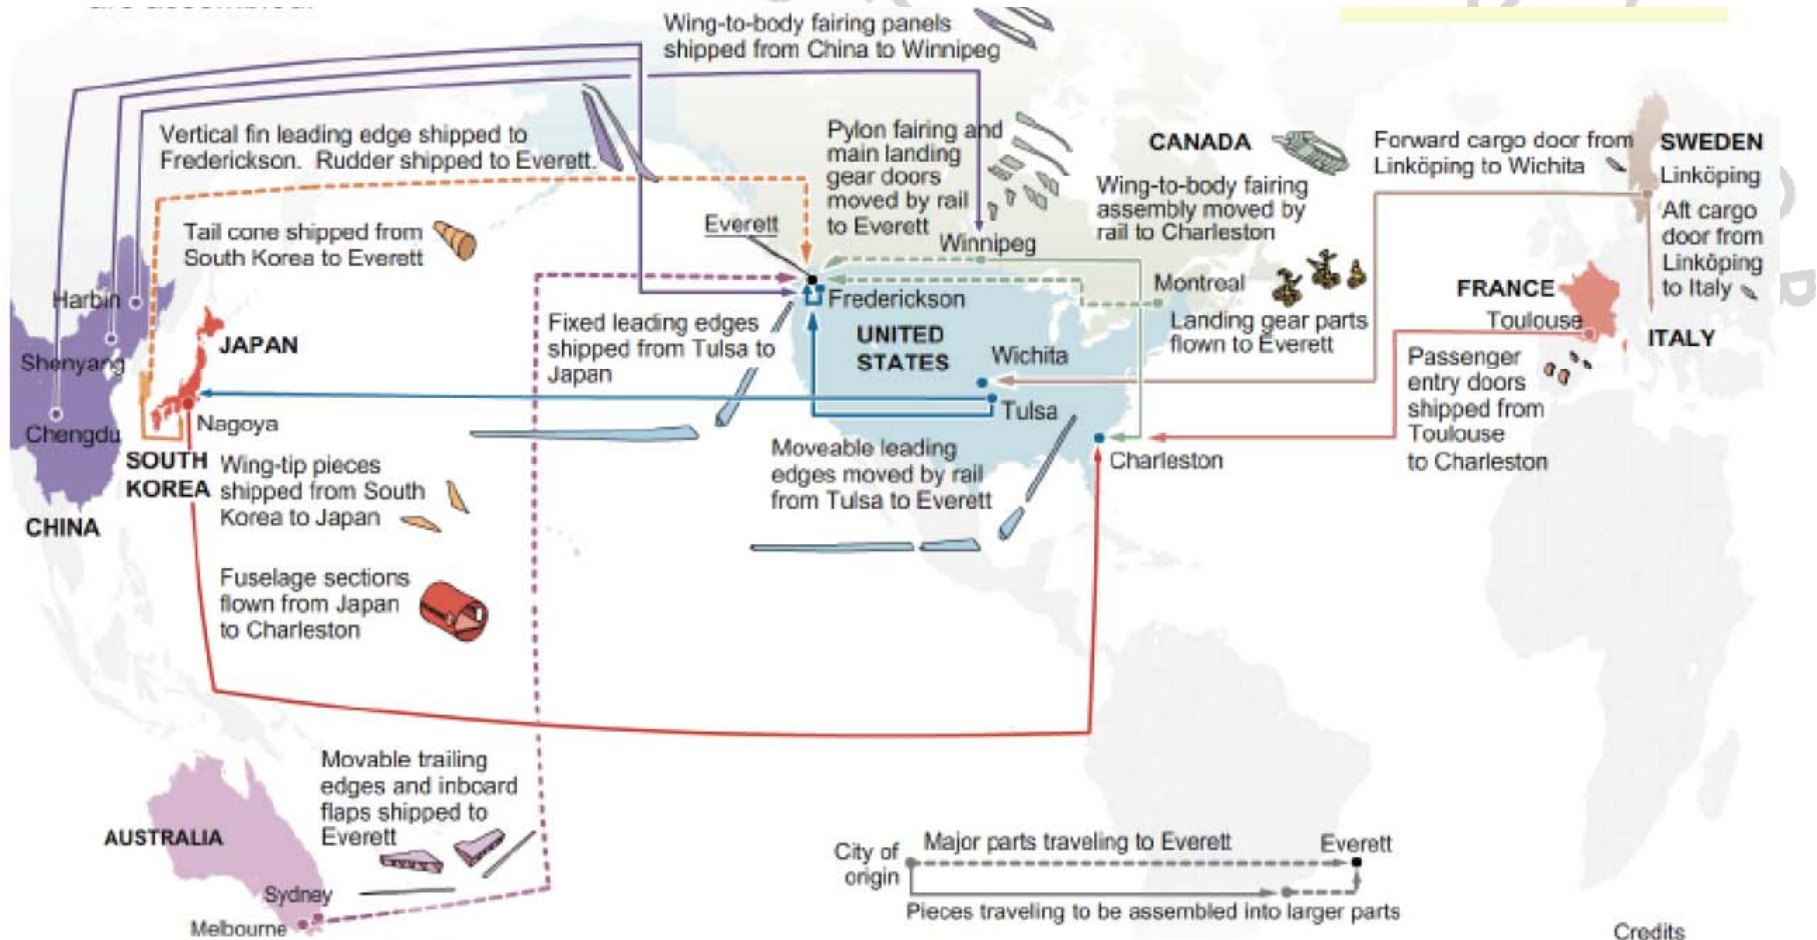 are assembled.
Wing-to-body fairing panels
shipped from China to Winnipeg
Vertical fin leading edge shipped to
Frederickson. Rudder shipped to Everett.
Pylon fairing and
main landing
gear doors
moved by rail
to Everett
CANADA
Wing-to-body fairing
assembly moved by
rail to Charleston
Forward cargo door from
Linköping to Wichita
SWEDEN
Linköping
Aft cargo
door from
Linköping
to Italy
Tail cone shipped from
South Korea to Everett
Everett
Winnipeg
Montreal
Landing gear parts
flown to Everett
FRANCE
Toulouse
ITALY
Harbin
Shenyang
Chengdu
CHINA
JAPAN
Nagoya
SOUTH
KOREA
Fixed leading edges
shipped from Tulsa to
Japan
Frederickson
UNITED
STATES
Wichita
Tulsa
Charleston
Passenger
entry doors
shipped from
Toulouse
to Charleston
Wing-tip pieces
shipped from South
Korea to Japan
Moveable leading
edges moved by rail
from Tulsa to Everett
Fuselage sections
flown from Japan
to Charleston
Movable trailing
edges and inboard
flaps shipped to
Everett
AUSTRALIA
Sydney
Melbourne
City of
origin
Major parts traveling to Everett
Everett
Pieces traveling to be assembled into larger parts
Credits